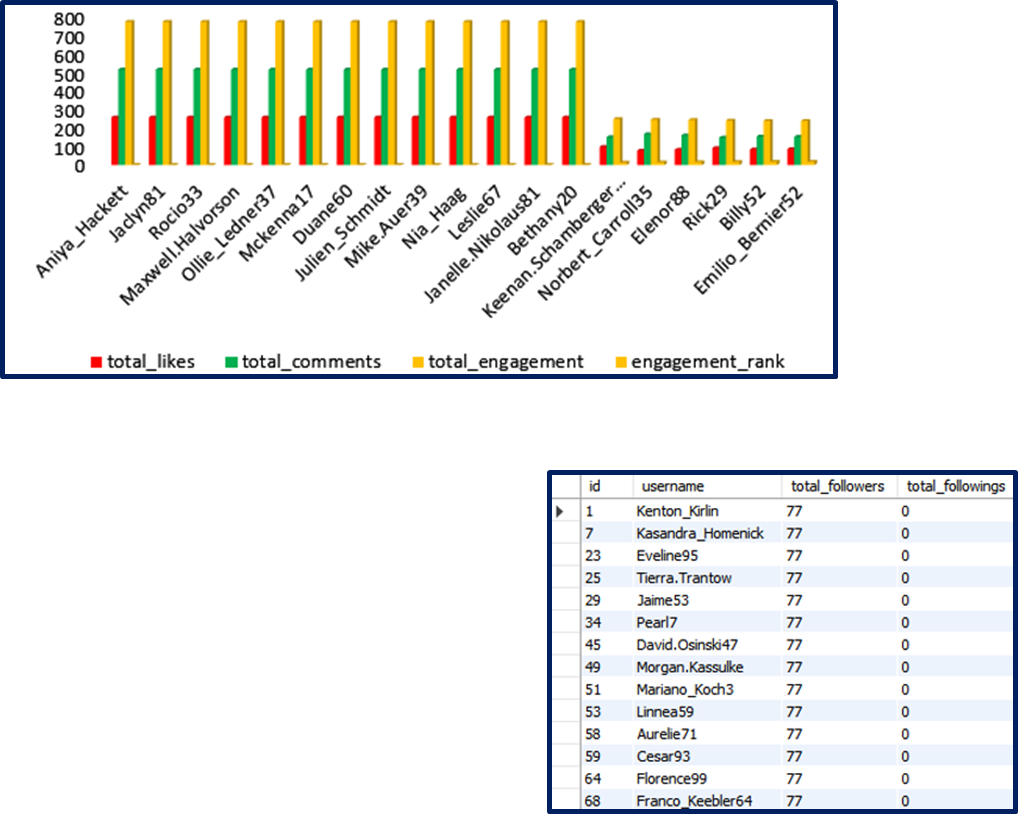 800
700
600
500
400
300
200
100
0
Aniya_Hackett
Jaclyn81
Rocio33
Maxwell.Halvorson
Ollie_Ledner37
Mckenna17
Duane60
Julien_Schmidt
Mike.Auer39
Nia_Haag
Leslie67
Janelle.Nikolaus81
Bethany20
Keenan.Schamberger...
Norbert_Carroll35
Elenor88
Rick29
Billy52
Emilio_Bernier52
total_likes total_comments total_engagement engagement_rank
id username total_followers total_followings
1 Kenton_Kirlin 77 0
7 Kasandra_Homenick 77 0
23 Eveline95 77 0
25 Tierra.Trantow 77 0
29 Jaime53 77 0
34 Pearl7 77 0
45 David.Osinski47 77 0
49 Morgan.Kassulke 77 0
51 Mariano_Koch3 77 0
53 Linnea59 77 0
58 Aurelie71 77 0
59 Cesar93 77 0
64 Florence99 77 0
68 Franco_Keebler64 77 0